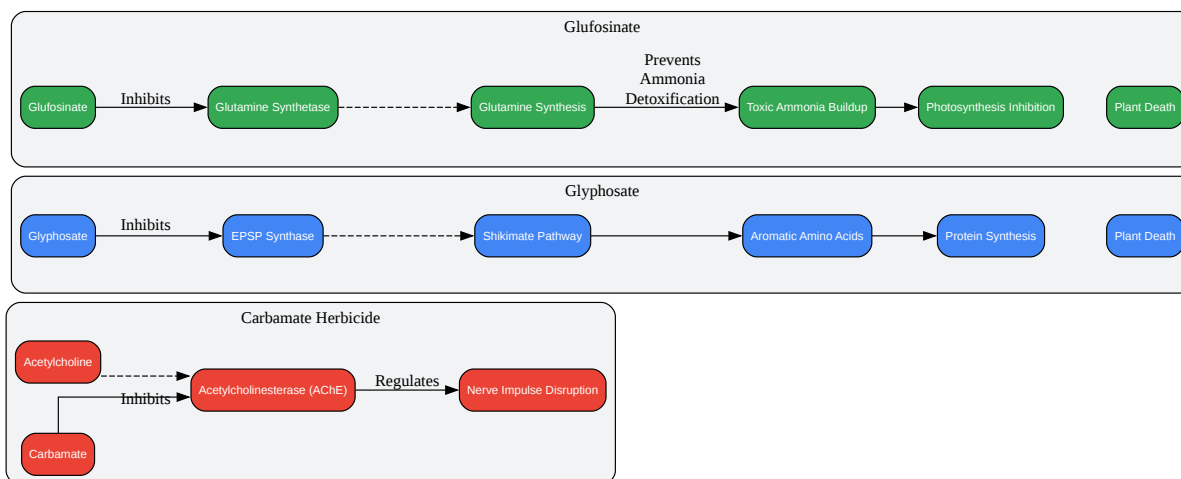 Glufosinate
Prevents
Ammonia
Detoxification
Inhibits
Glufosinate
Glutamine Synthetase
Glutamine Synthesis
Toxic Ammonia Buildup
Photosynthesis Inhibition
Plant Death
Glyphosate
Inhibits
Glyphosate
EPSP Synthase
Shikimate Pathway
Aromatic Amino Acids
Protein Synthesis
Plant Death
Carbamate Herbicide
Acetylcholine
Acetylcholinesterase (AChE)
Regulates
Nerve Impulse Disruption
Inhibits
Carbamate